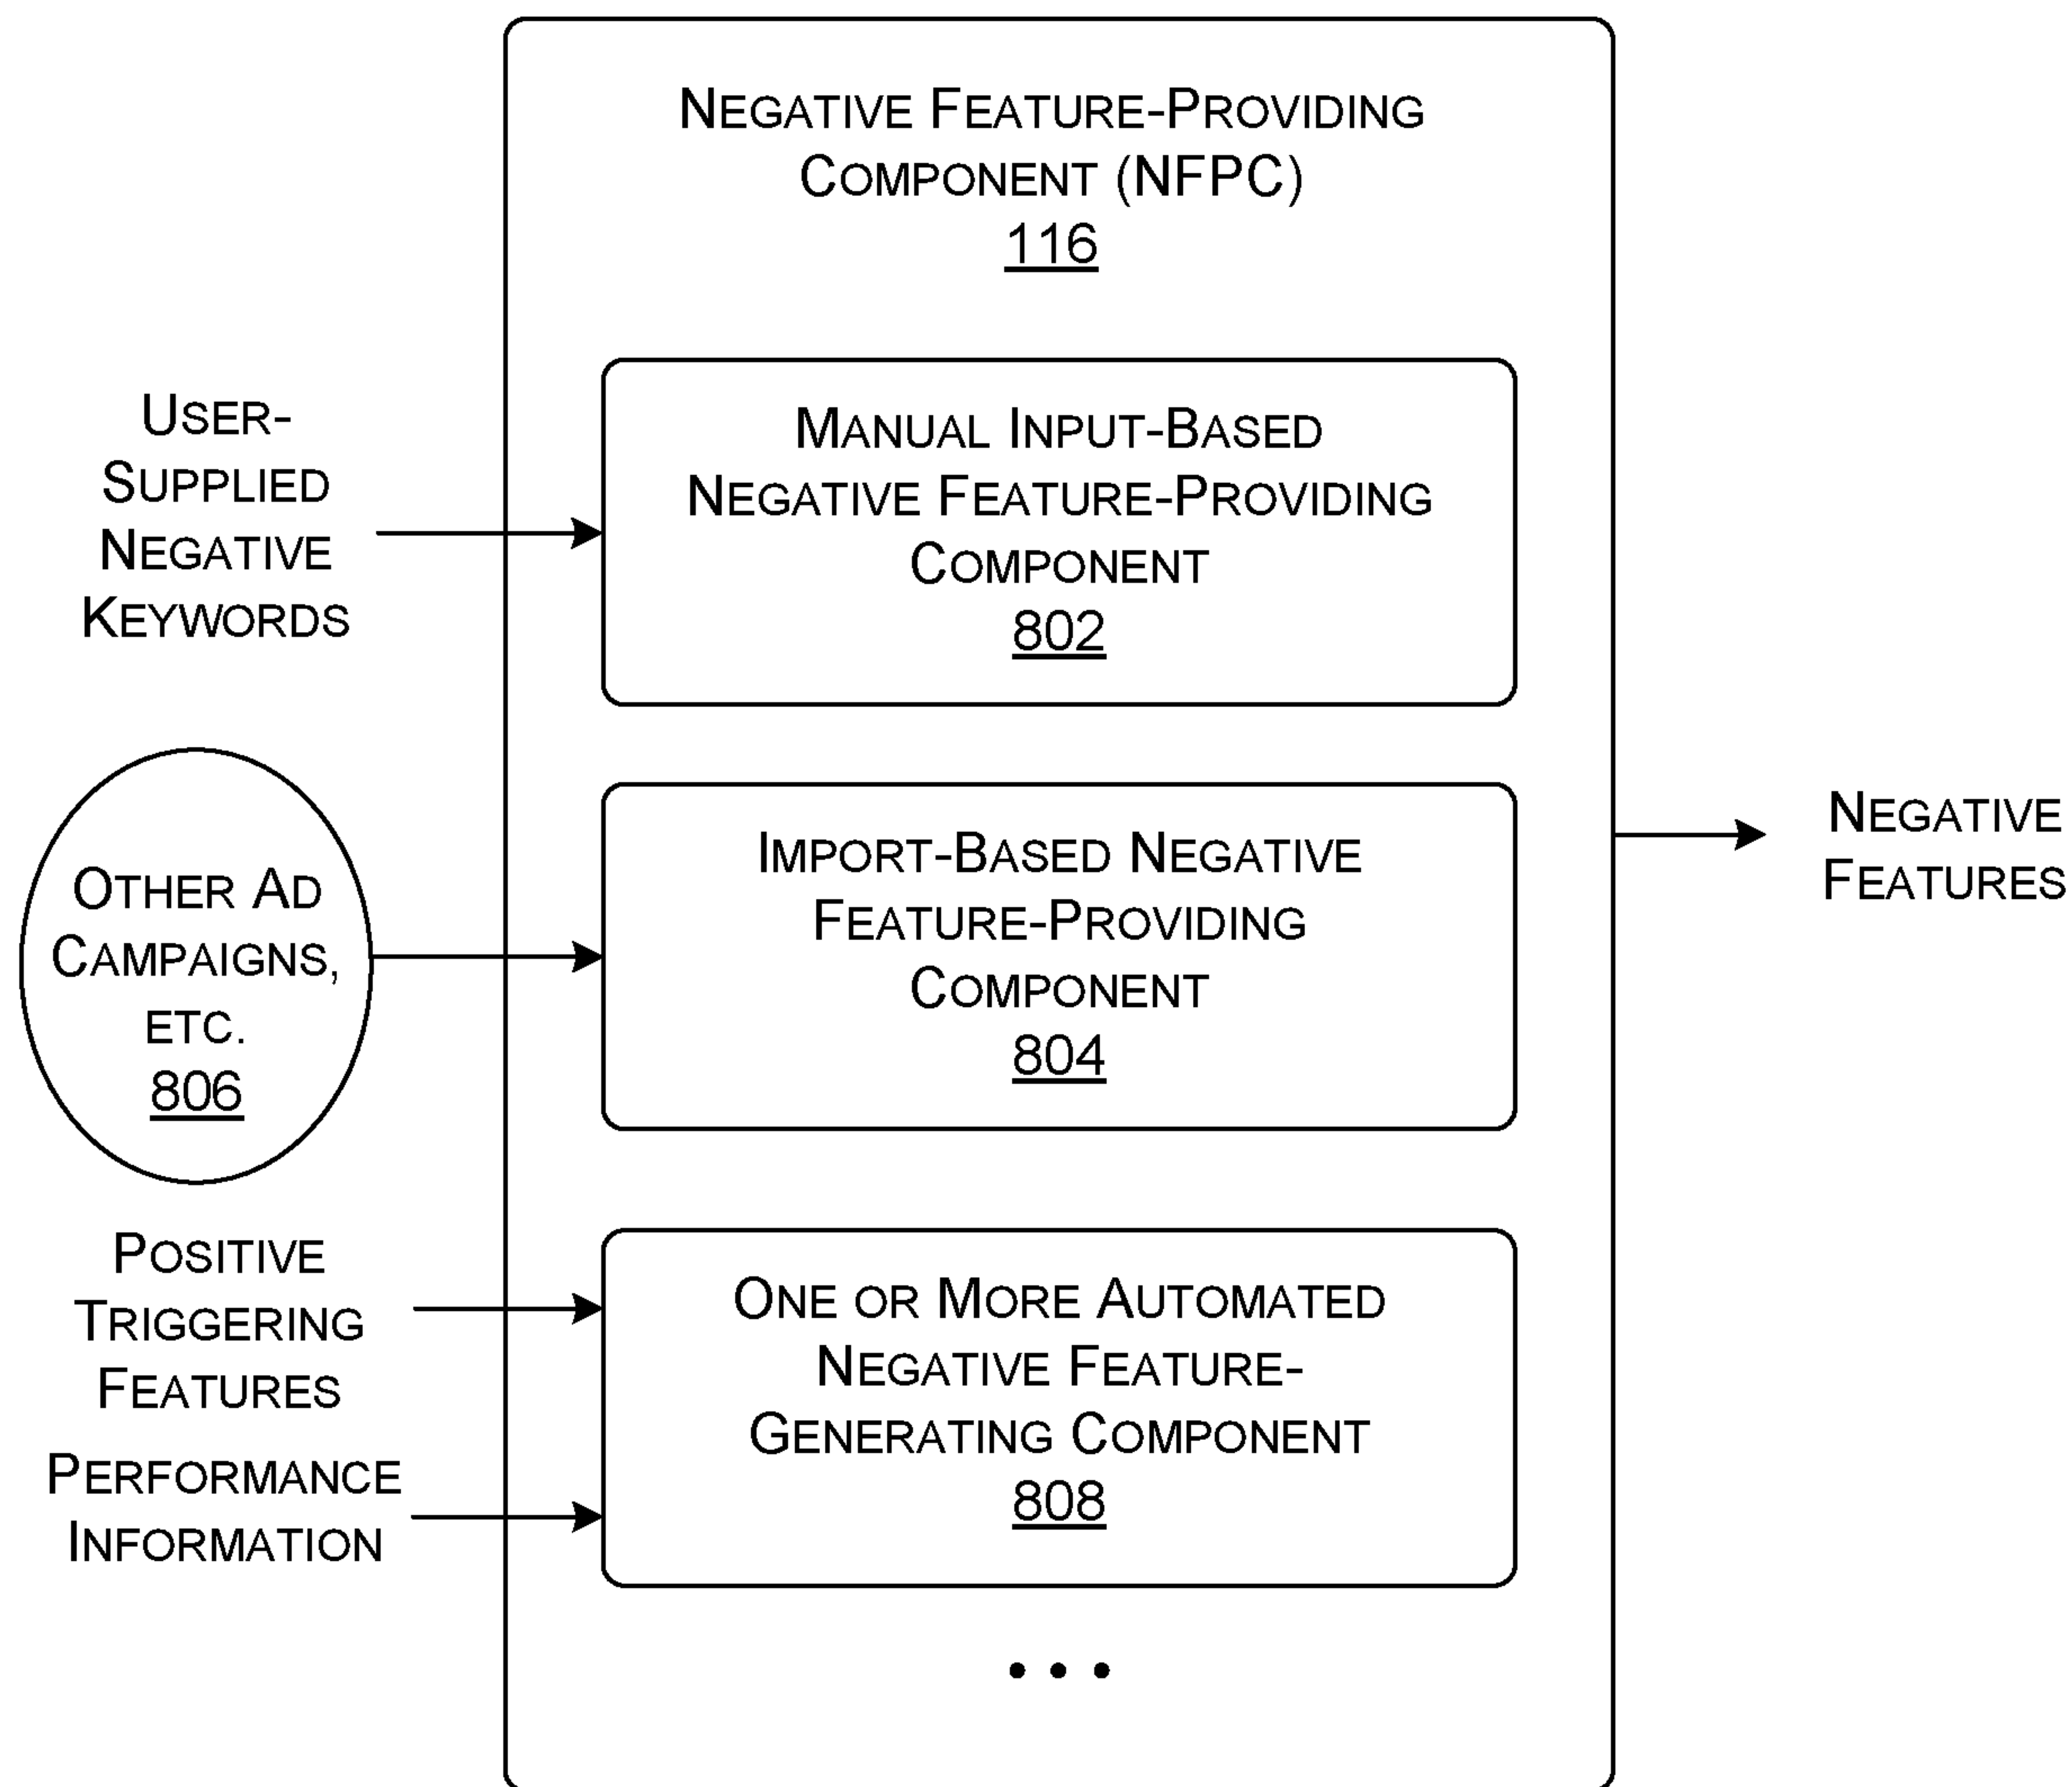 NEGATIVE FEATURE-PROVIDING
COMPONENT (NFPC)
116
USER-
SUPPLIED
NEGATIVE
KEYWORDS
MANUAL INPUT-BASED
NEGATIVE FEATURE-PROVIDING
COMPONENT
802
OTHER AD
CAMPAIGNS,
ETC.
806
IMPORT-BASED NEGATIVE
FEATURE-PROVIDING
COMPONENT
804
POSITIVE
TRIGGERING
FEATURES
PERFORMANCE
INFORMATION
ONE OR MORE AUTOMATED
NEGATIVE FEATURE-
GENERATING COMPONENT
808
• • •
NEGATIVE
FEATURES